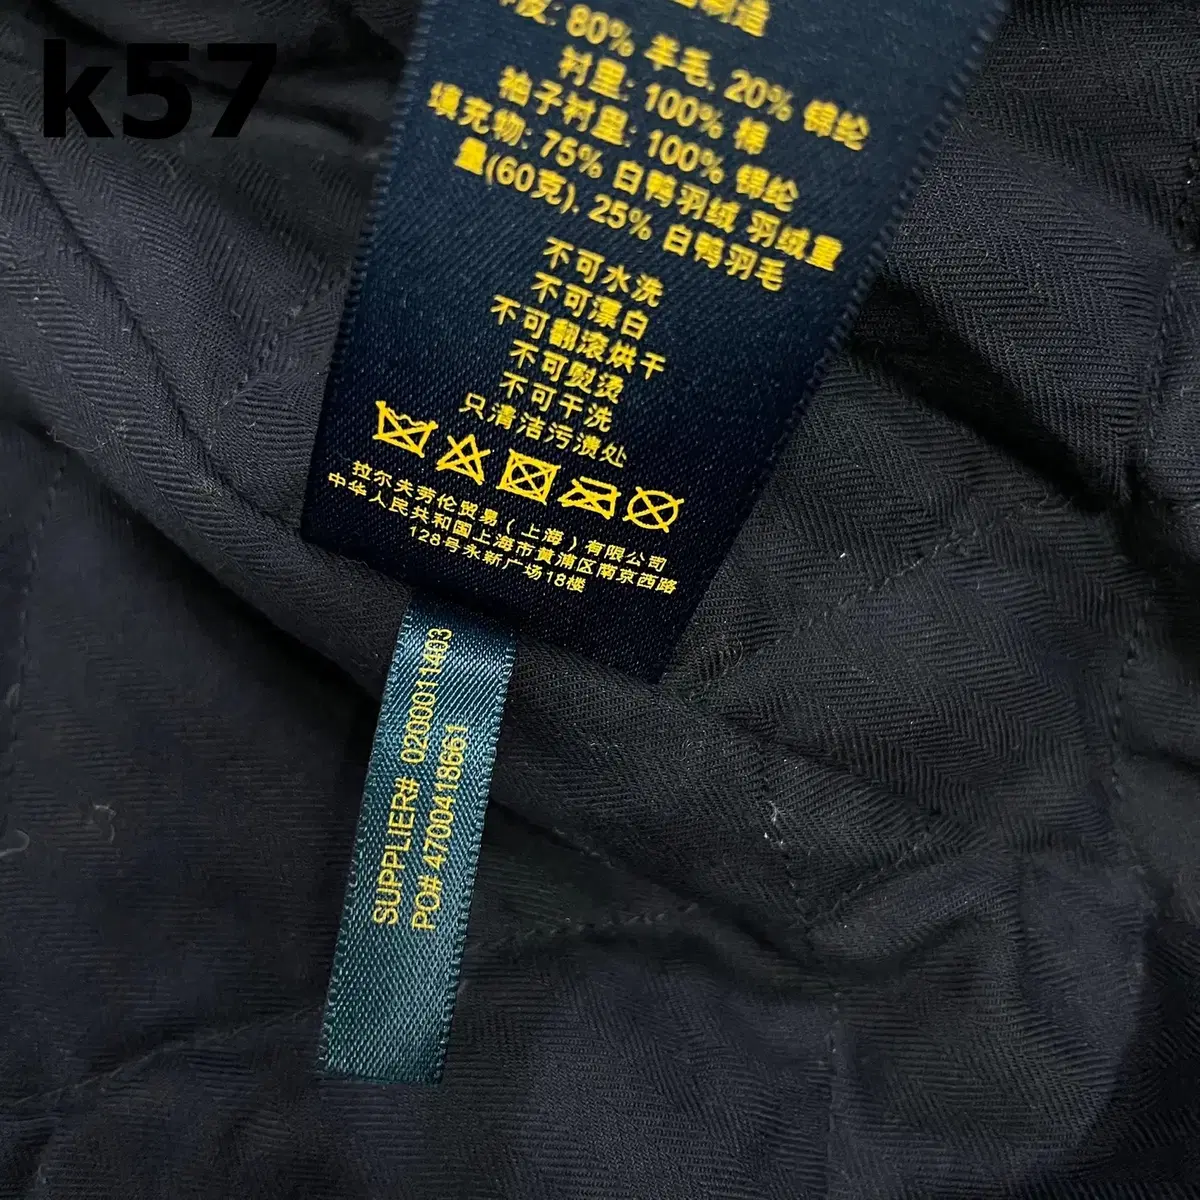 k57
制造
80% 羊毛, 20% 锦纶
衬里: 100% 棉
袖子衬里: 100% 锦纶
填充物: 75% 白鸭羽绒 羽绒重
量(60克), 25% 白鸭羽毛
不可水洗
不可漂白
不可翻滚烘干
不可熨烫
不可干洗
只清洁污渍处
拉尔夫劳伦贸易(上海)有限公司
中华人民共和国上海市黄浦区南京西路
128号永新广场18楼
SUPPLIER# 0200011403
PO# 4700418661